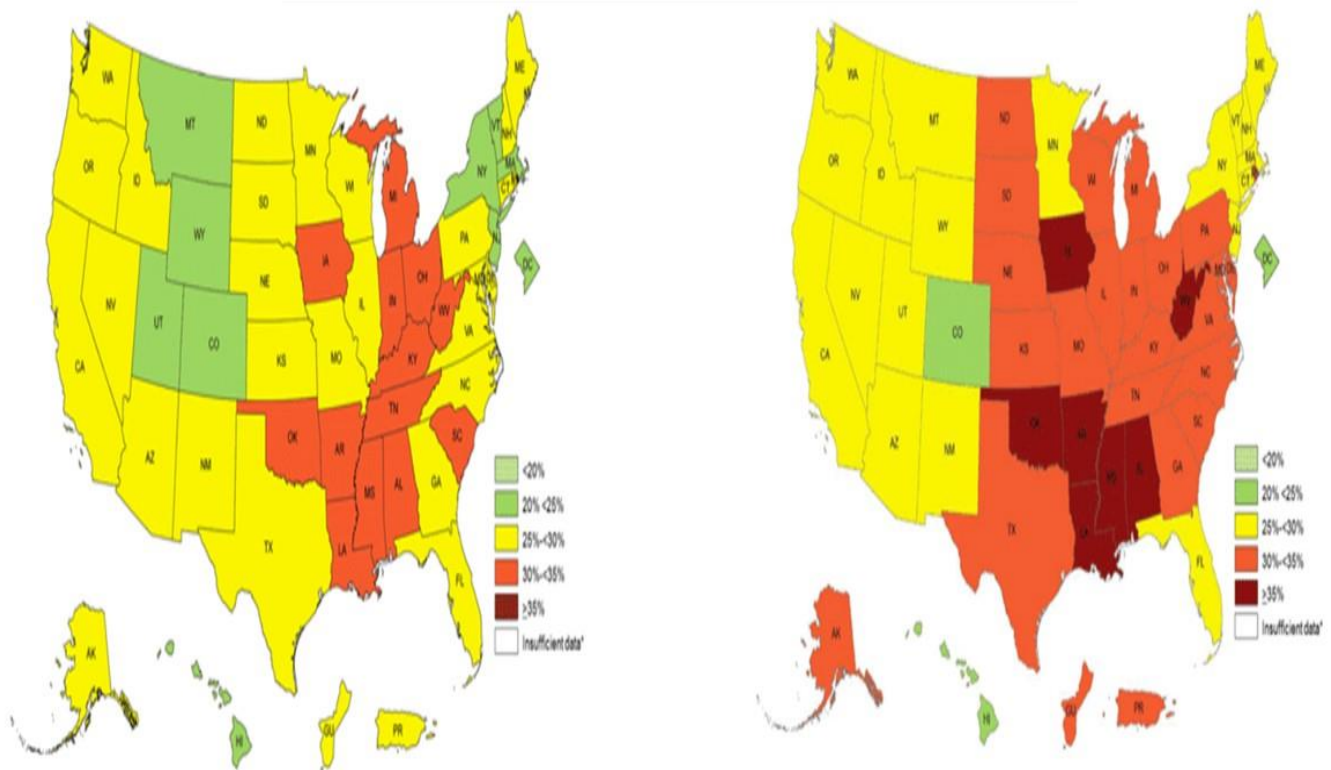 WA
MT
ND
MN
ME
OR
ID
WY
SD
WI
MI
NY
VT
NH
MA
CT
NJ
PA
DC
NV
UT
CO
NE
IA
IL
IN
OH
WV
VA
CA
KS
MO
KY
NC
TN
AZ
NM
OK
AR
SC
MS
AL
GA
LA
TX
FL
AK
HI
GU
PR
<20%
20% <25%
25%-<30%
30%-<35%
≥35%
Insufficient data*
WA
MT
ND
MN
ME
OR
ID
WY
SD
WI
MI
NY
VT
NH
MA
CT
NJ
PA
DC
NV
UT
CO
NE
IL
IN
OH
WV
VA
CA
KS
MO
KY
NC
TN
AZ
NM
OK
AR
SC
AL
GA
LA
TX
FL
AK
HI
GU
PR
<20%
20% <25%
25%-<30%
30%-<35%
≥35%
Insufficient data*